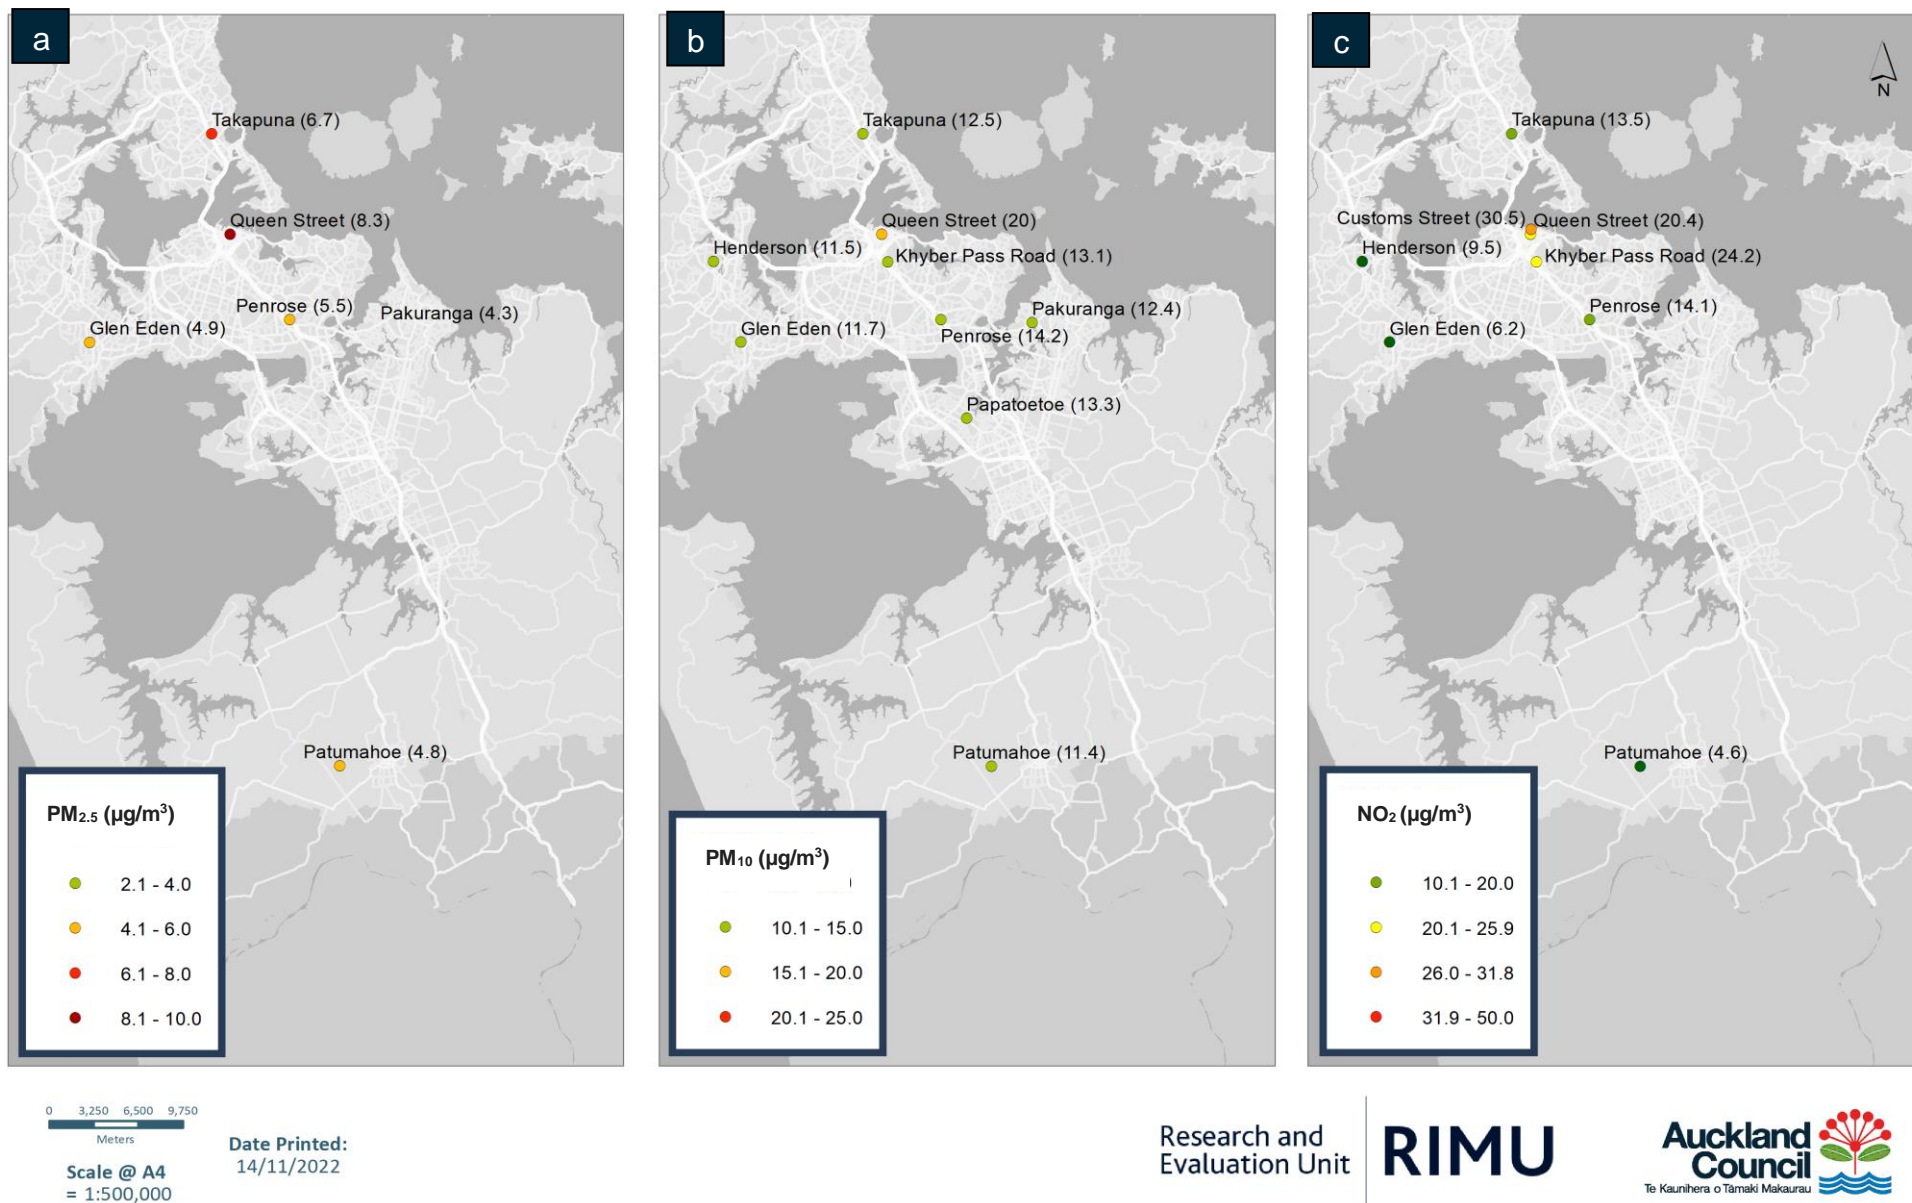 a
Takapuna (6.7)
Queen Street (8.3)
Penrose (5.5)
Pakuranga (4.3)
Glen Eden (4.9)
Patumahoe (4.8)
PM2.5 (µg/m³)
2.1 - 4.0
4.1 - 6.0
6.1 - 8.0
8.1 - 10.0
b
Takapuna (12.5)
Queen Street (20)
Henderson (11.5)
Khyber Pass Road (13.1)
Pakuranga (12.4)
Penrose (14.2)
Glen Eden (11.7)
Papatoetoe (13.3)
Patumahoe (11.4)
PM10 (µg/m³)
10.1 - 15.0
15.1 - 20.0
20.1 - 25.0
c
N
Takapuna (13.5)
Customs Street (30.5)
Queen Street (20.4)
Henderson (9.5)
Khyber Pass Road (24.2)
Penrose (14.1)
Glen Eden (6.2)
Patumahoe (4.6)
NO2 (µg/m³)
10.1 - 20.0
20.1 - 25.9
26.0 - 31.8
31.9 - 50.0
0 3,250 6,500 9,750
Meters
Scale @ A4
= 1:500,000
Date Printed:
14/11/2022
Research and
Evaluation Unit
RIMU
Auckland
Council
Te Kaunihera o Tāmaki Makaurau